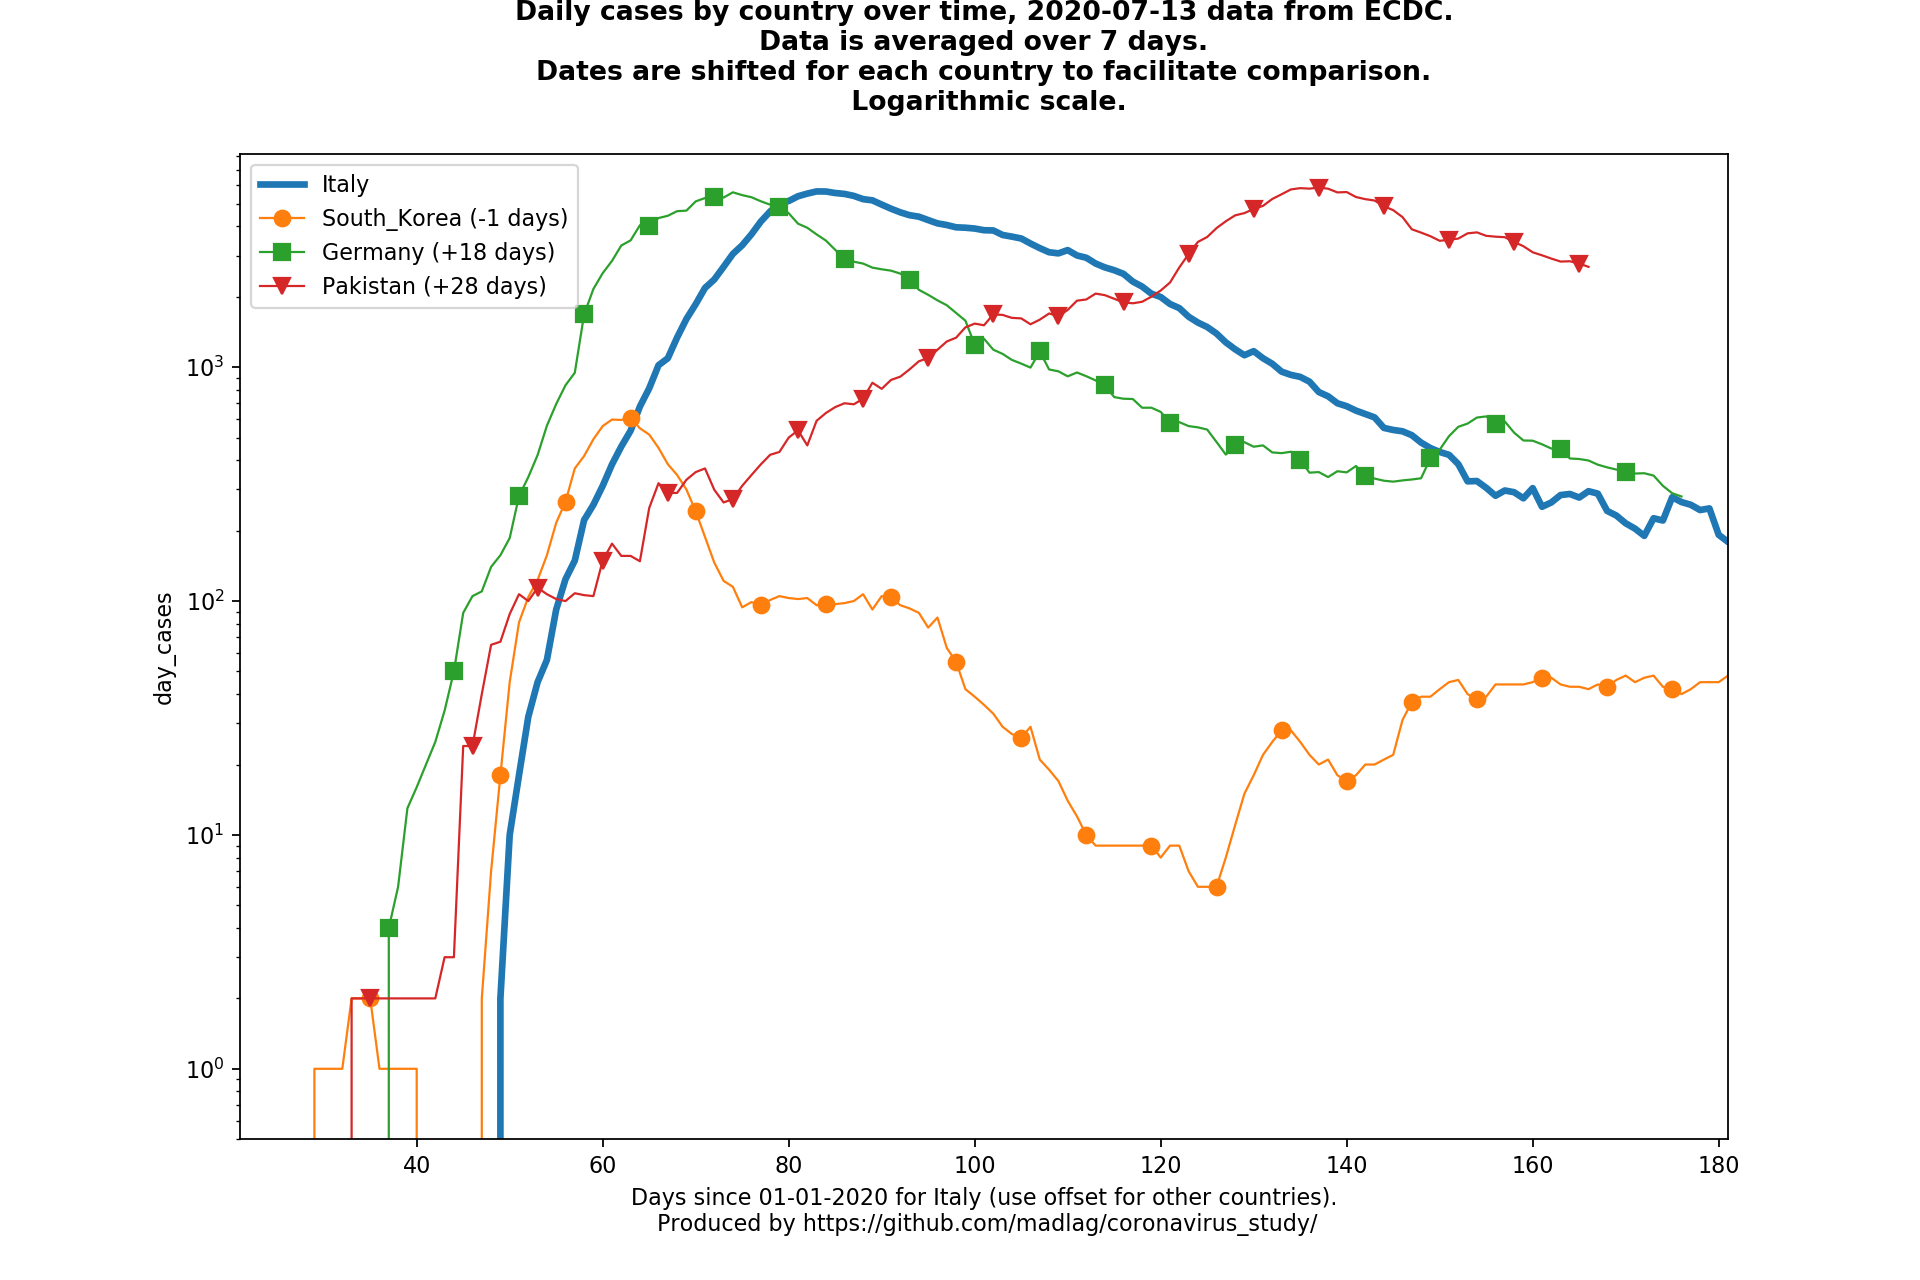 Daily cases by country over time, 2020-07-13 data from ECDC.
Data is averaged over 7 days.
Dates are shifted for each country to facilitate comparison.
Logarithmic scale.
Italy
South_Korea (-1 days)
Germany (+18 days)
Pakistan (+28 days)
10³
10²
10¹
10⁰
day_cases
40 60 80 100 120 140 160 180
Days since 01-01-2020 for Italy (use offset for other countries).
Produced by https://github.com/madlag/coronavirus_study/